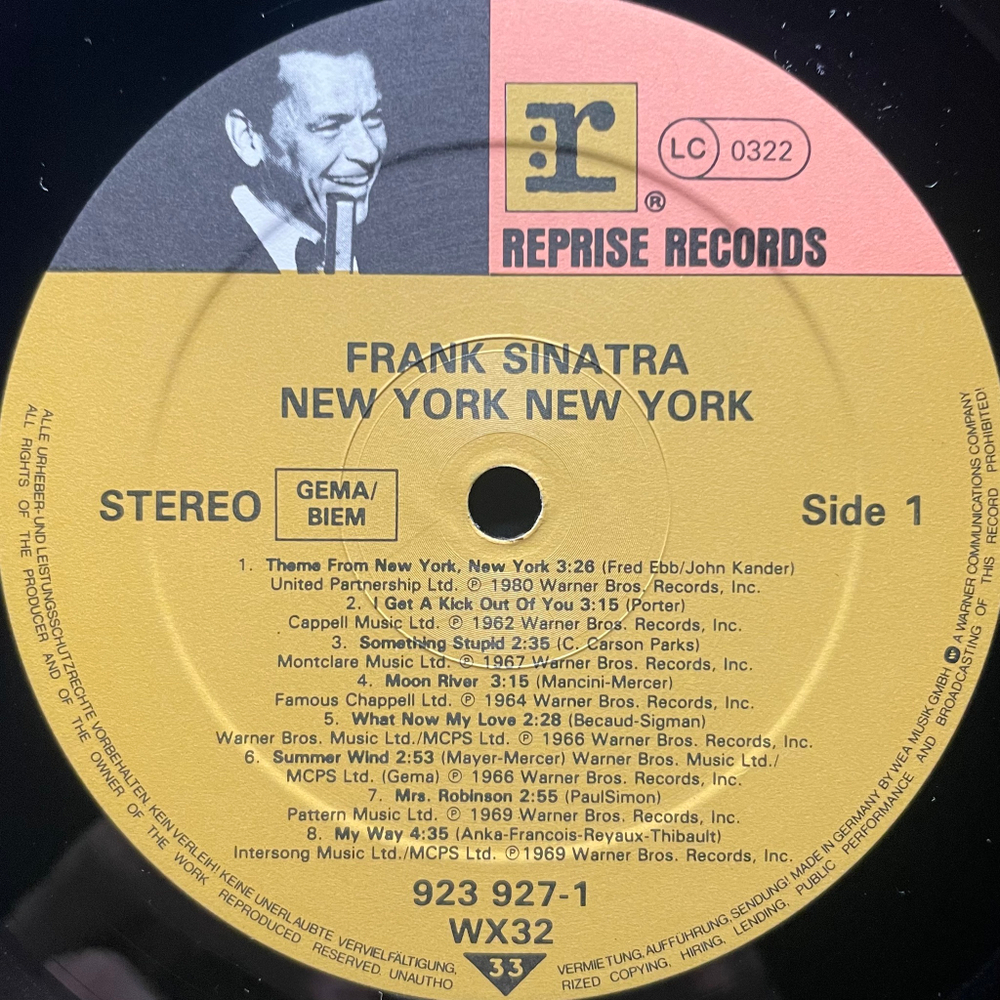 r
®
LC 0322
REPRISE RECORDS
FRANK SINATRA
NEW YORK NEW YORK
STEREO
GEMA/
BIEM
Side 1
1. Theme From New York, New York 3:26 (Fred Ebb/John Kander)
United Partnership Ltd. ℗ 1980 Warner Bros. Records, Inc.
2. I Get A Kick Out Of You 3:15 (Porter)
Cappell Music Ltd. ℗ 1962 Warner Bros. Records, Inc.
3. Something Stupid 2:35 (C. Carson Parks)
Montclare Music Ltd. ℗ 1967 Warner Bros. Records, Inc.
4. Moon River 3:15 (Mancini-Mercer)
Famous Chappell Ltd. ℗ 1964 Warner Bros. Records, Inc.
5. What Now My Love 2:28 (Becaud-Sigman)
Warner Bros. Music Ltd./MCPS Ltd. ℗ 1966 Warner Bros. Records, Inc.
6. Summer Wind 2:53 (Mayer-Mercer) Warner Bros. Music Ltd./
MCPS Ltd. (Gema) ℗ 1966 Warner Bros. Records, Inc.
7. Mrs. Robinson 2:55 (PaulSimon)
Pattern Music Ltd. ℗ 1969 Warner Bros. Records, Inc.
8. My Way 4:35 (Anka-Francois-Reyaux-Thibault)
Intersong Music Ltd./MCPS Ltd. ℗1969 Warner Bros. Records, Inc.
923 927-1
WX32
33
ALLE URHEBER- UND LEISTUNGSSCHUTZRECHTE VORBEHALTEN. KEIN VERLEIH! KEINE UNERLAUBTE VERVIELFÄLTIGUNG, VERMIETUNG, AUFFÜHRUNG, SENDUNG! MADE IN GERMANY BY WEA MUSIK GMBH A WARNER COMMUNICATIONS COMPANY
ALL RIGHTS OF THE PRODUCER AND OF THE OWNER OF THE WORK REPRODUCED RESERVED UNAUTHORIZED COPYING, HIRING, LENDING, PUBLIC PERFORMANCE AND BROADCASTING OF THIS RECORD PROHIBITED!